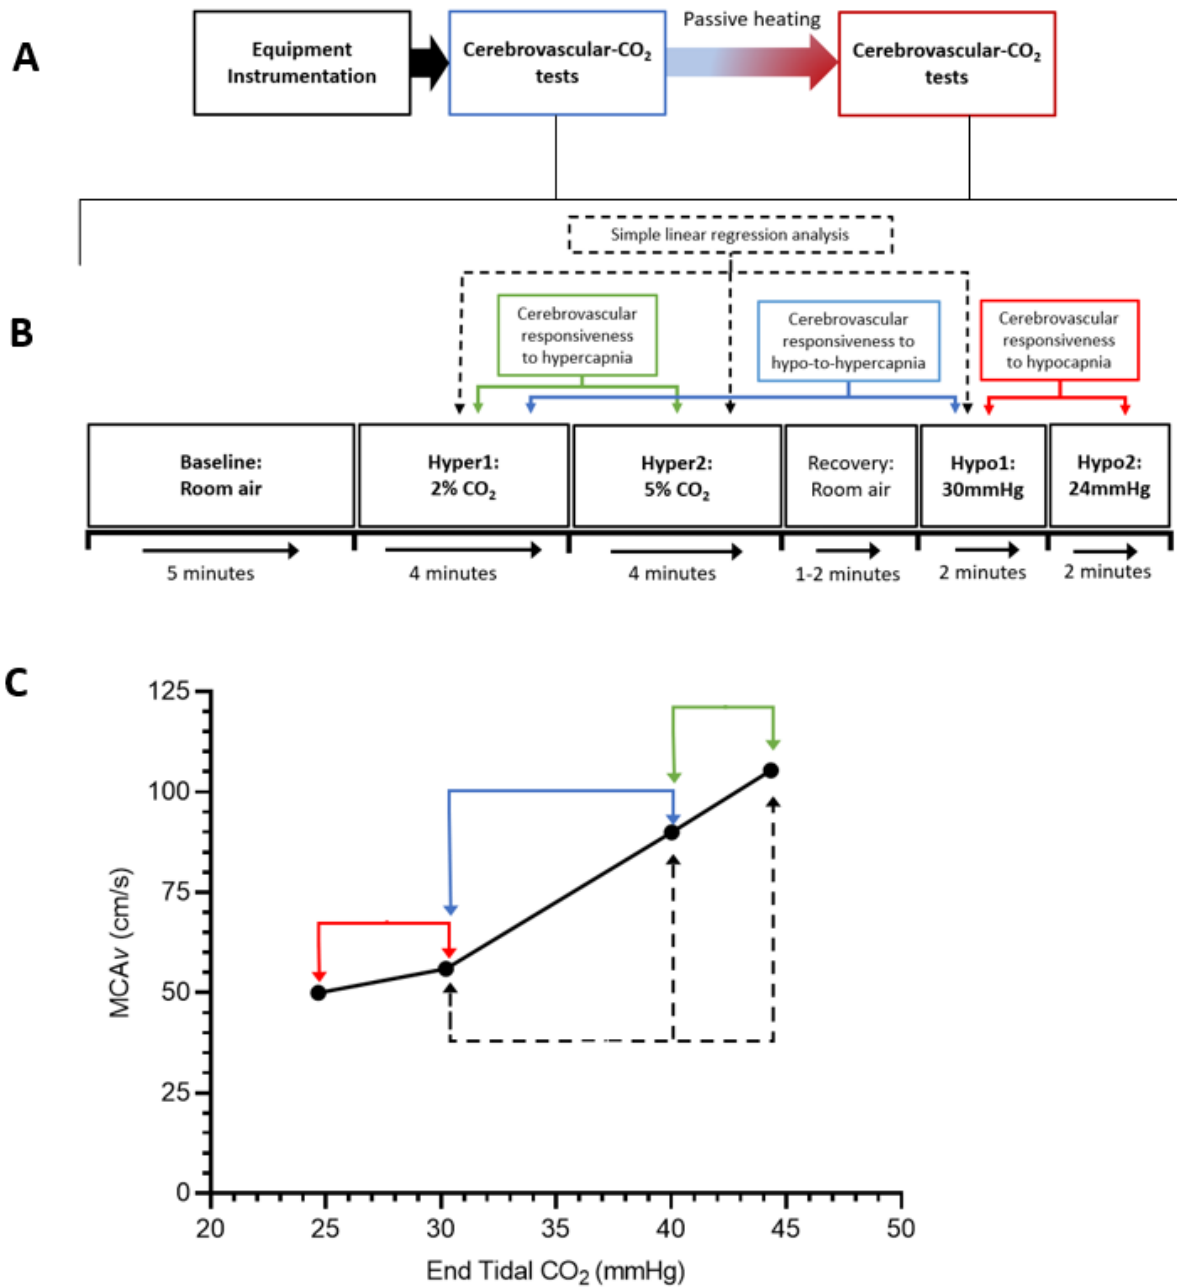 A
Equipment
Instrumentation
Cerebrovascular-CO₂
tests
Passive heating
Cerebrovascular-CO₂
tests
Simple linear regression analysis
B
Cerebrovascular
responsiveness
to hypercapnia
Cerebrovascular
responsiveness to
hypo-to-hypercapnia
Cerebrovascular
responsiveness
to hypocapnia
Baseline:
Room air
Hyper1:
2% CO₂
Hyper2:
5% CO₂
Recovery:
Room air
Hypo1:
30mmHg
Hypo2:
24mmHg
5 minutes
4 minutes
4 minutes
1-2 minutes
2 minutes
2 minutes
C
MCAv (cm/s)
125
100
75
50
25
0
20
25
30
35
40
45
50
End Tidal CO₂ (mmHg)